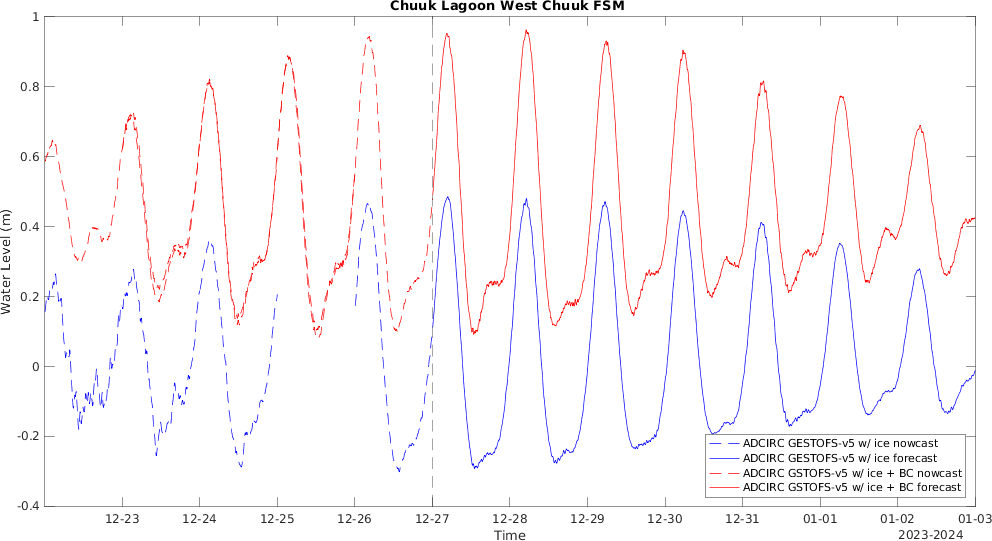 Chuuk Lagoon West Chuuk FSM
1
0.8
0.6
0.4
0.2
0
-0.2
-0.4
Water Level (m)
ADCIRC GESTOFS-v5 w/ ice nowcast
ADCIRC GESTOFS-v5 w/ ice forecast
ADCIRC GSTOFS-v5 w/ ice + BC nowcast
ADCIRC GSTOFS-v5 w/ ice + BC forecast
12-23 12-24 12-25 12-26 12-27 12-28 12-29 12-30 12-31 01-01 01-02 01-03
Time
2023-2024